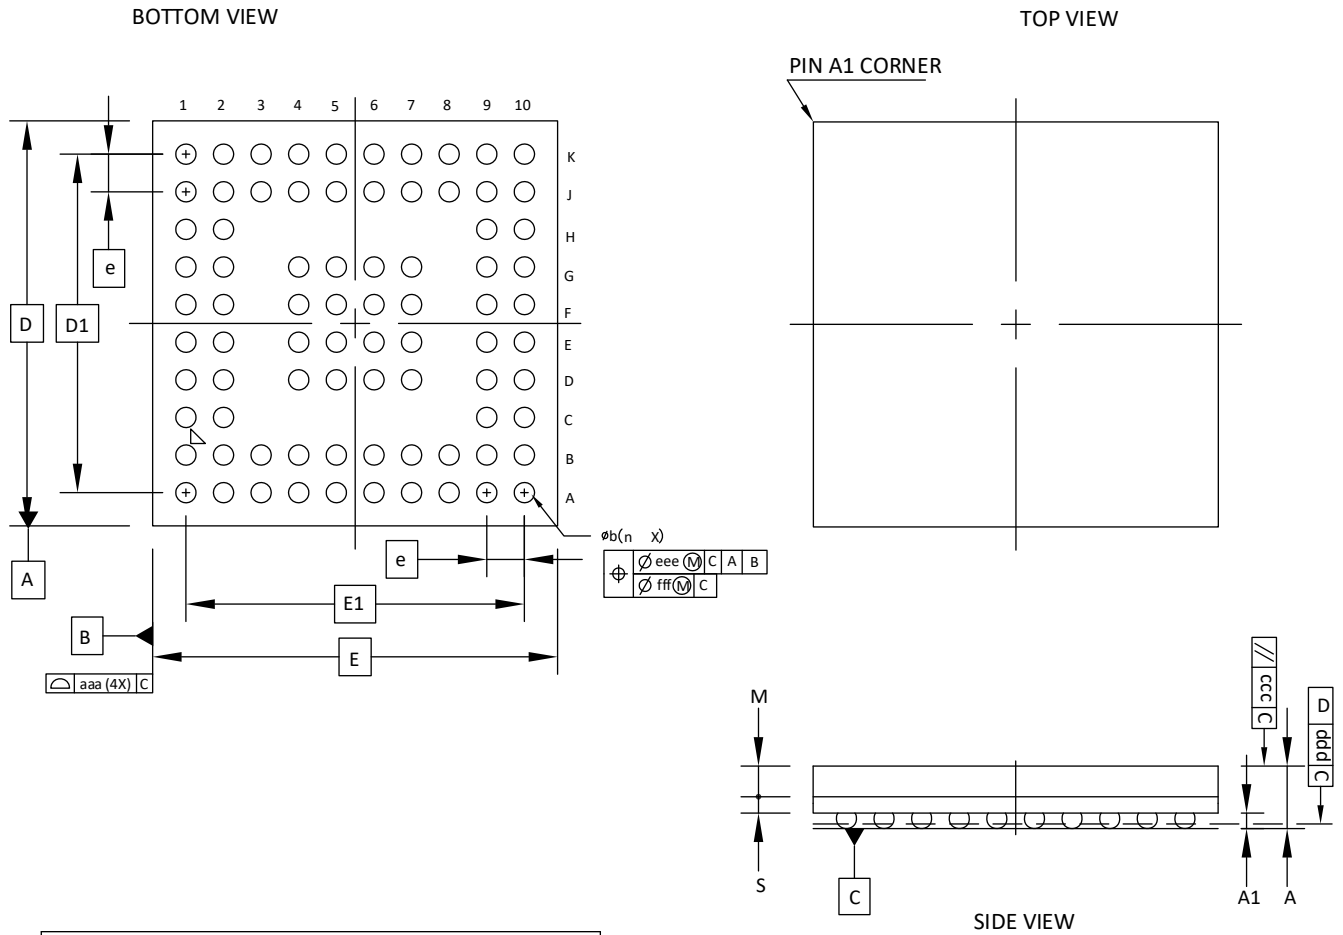 BOTTOM VIEW
TOP VIEW
PIN A1 CORNER
1 2 3 4 5 6 7 8 9 10
K
J
H
G
F
E
D
C
B
A
e
D
D1
A
e
E1
B
E
aaa (4X) C
øb(n X)
⌖ Ø eee Ⓜ C A B
Ø fff Ⓜ C
M
S
C
// ccc C
D ddd C
A1
A
SIDE VIEW